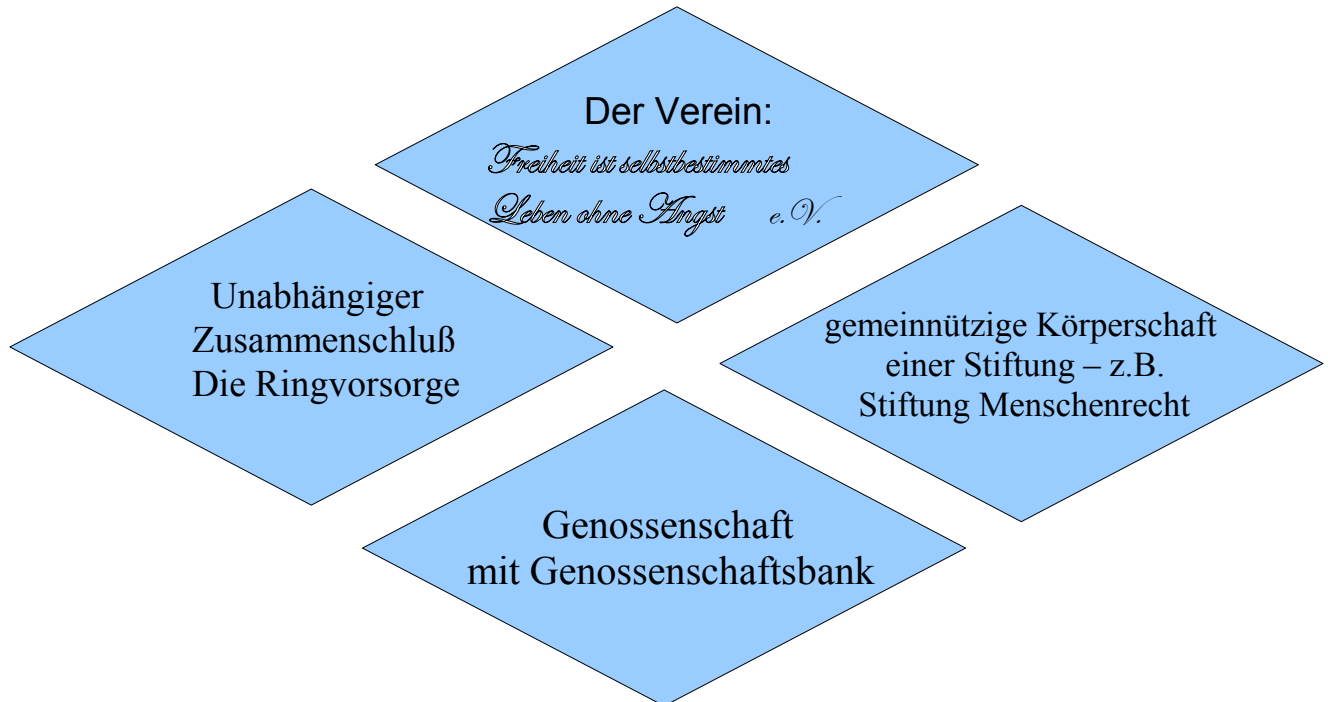 Der Verein:
Freiheit ist selbstbestimmtes
Leben ohne Angst e.V.
Unabhängiger
Zusammenschluß
Die Ringvorsorge
gemeinnützige Körperschaft
einer Stiftung – z.B.
Stiftung Menschenrecht
Genossenschaft
mit Genossenschaftsbank